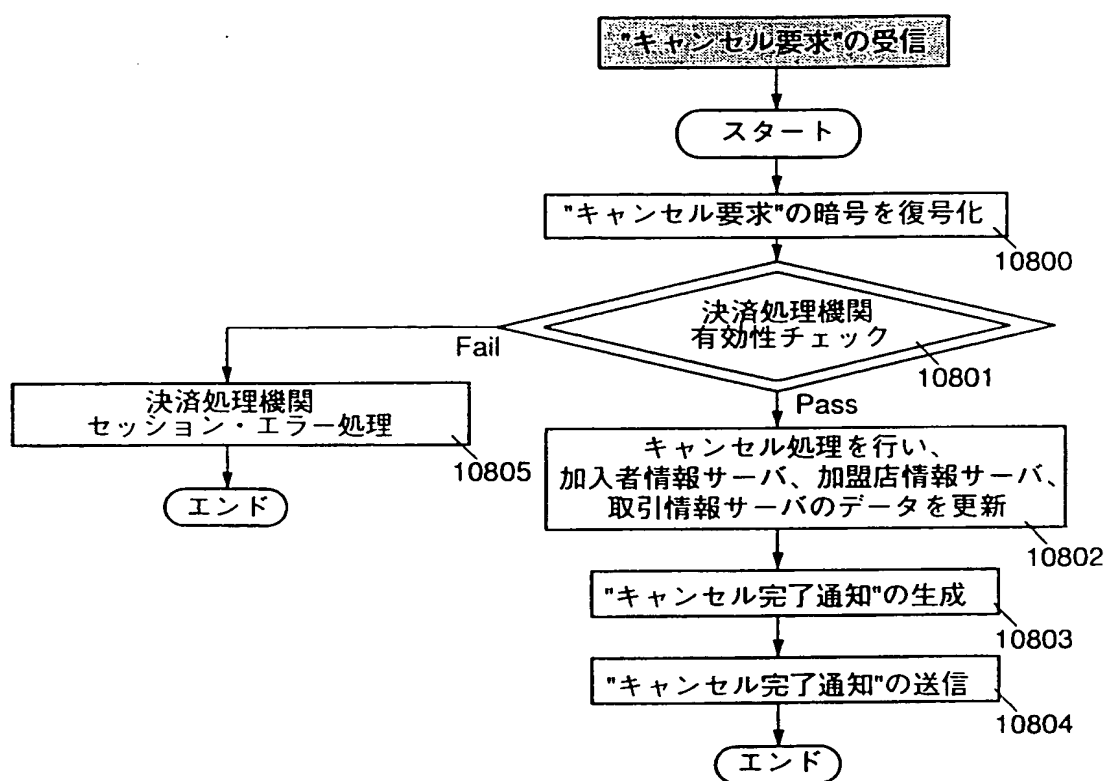 "キャンセル要求"の受信
スタート
"キャンセル要求"の暗号を復号化
10800
決済処理機関
有効性チェック
10801
Fail
Pass
決済処理機関
セッション・エラー処理
10805
エンド
キャンセル処理を行い、
加入者情報サーバ、加盟店情報サーバ、
取引情報サーバのデータを更新
10802
"キャンセル完了通知"の生成
10803
"キャンセル完了通知"の送信
10804
エンド